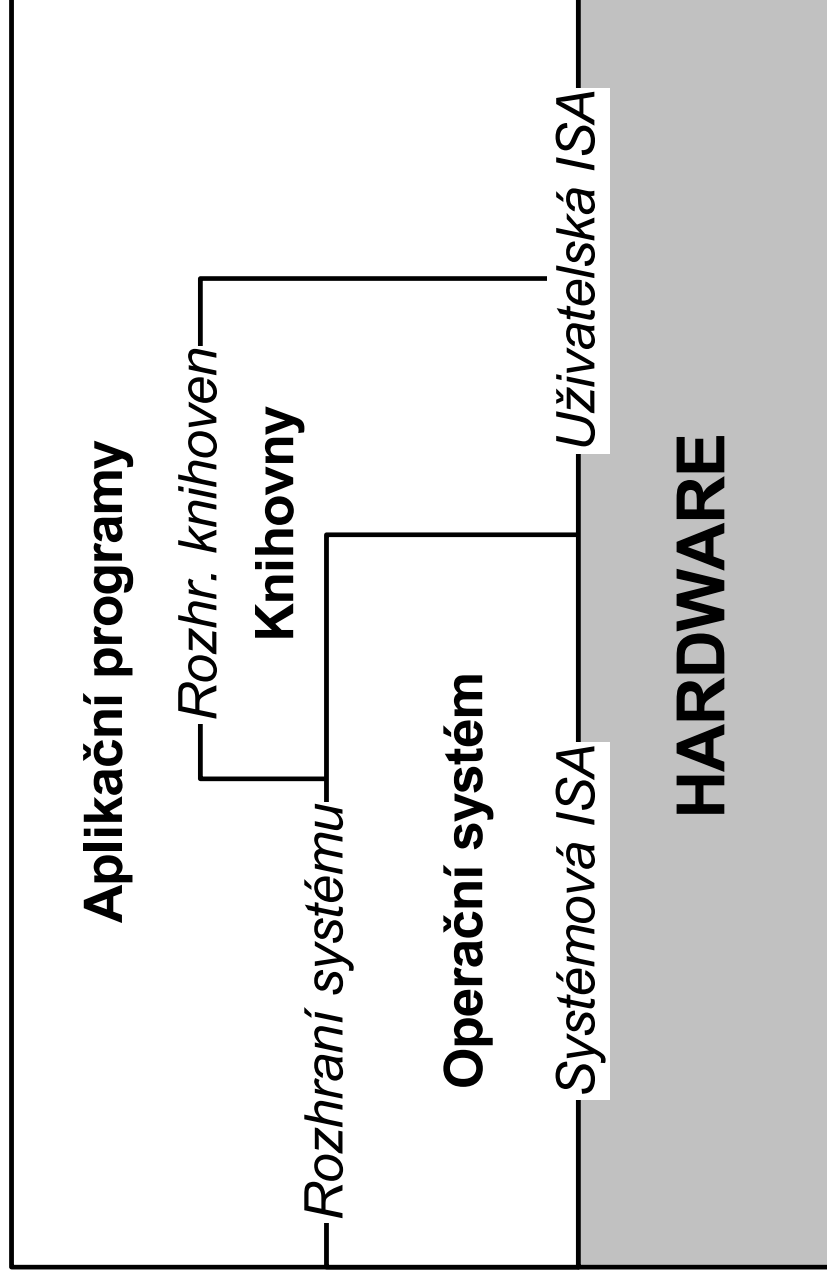 Aplikační programy
Rozhr. knihoven
Knihovny
Rozhraní systému
Operační systém
Systémová ISA
Uživatelská ISA
HARDWARE